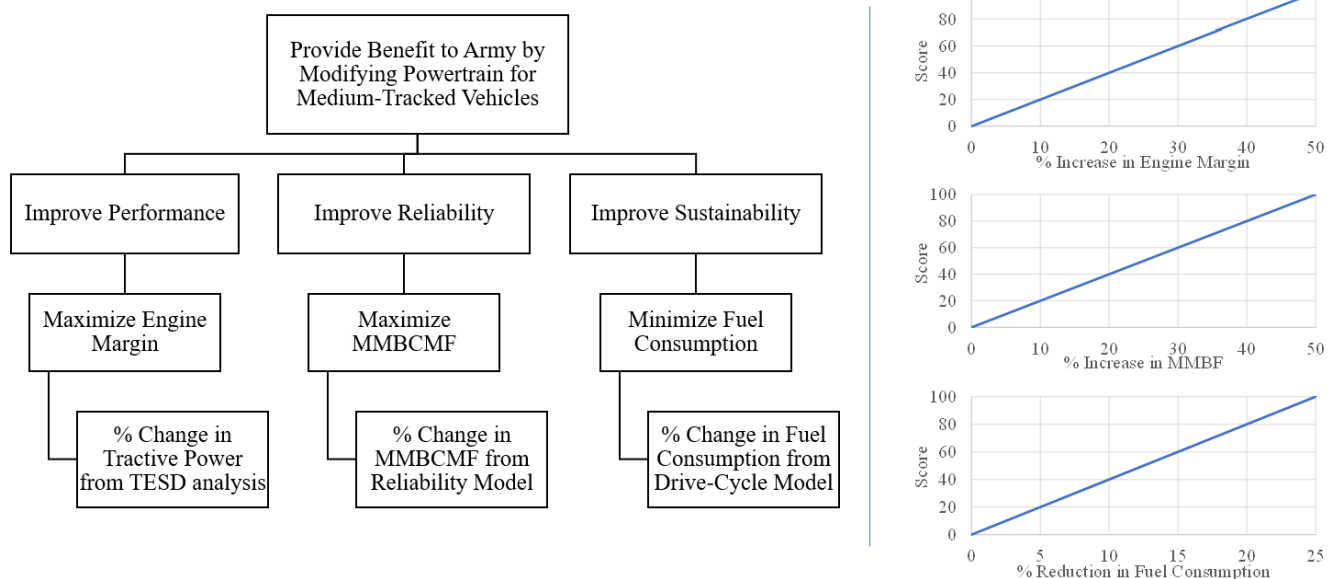 Provide Benefit to Army by
Modifying Powertrain for
Medium-Tracked Vehicles
Improve Performance
Improve Reliability
Improve Sustainability
Maximize Engine
Margin
Maximize
MMBCMF
Minimize Fuel
Consumption
% Change in
Tractive Power
from TESD analysis
% Change in
MMBCMF from
Reliability Model
% Change in Fuel
Consumption from
Drive-Cycle Model
80
60
40
20
0
Score
0 10 20 30 40 50
% Increase in Engine Margin
100
80
60
40
20
0
Score
0 10 20 30 40 50
% Increase in MMBF
100
80
60
40
20
0
Score
0 5 10 15 20 25
% Reduction in Fuel Consumption